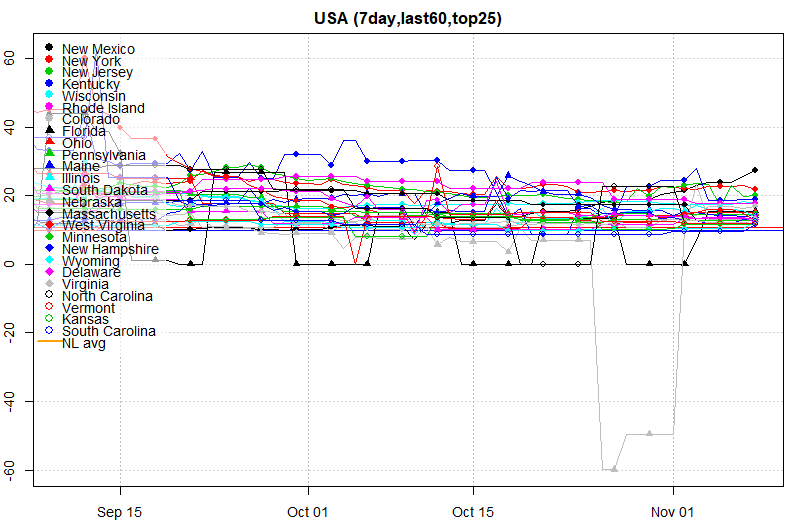 USA (7day,last60,top25)
60
40
20
0
-20
-40
-60
New Mexico
New York
New Jersey
Kentucky
Wisconsin
Rhode Island
Colorado
Florida
Ohio
Pennsylvania
Maine
Illinois
South Dakota
Nebraska
Massachusetts
West Virginia
Minnesota
New Hampshire
Wyoming
Delaware
Virginia
North Carolina
Vermont
Kansas
South Carolina
NL avg
Sep 15
Oct 01
Oct 15
Nov 01